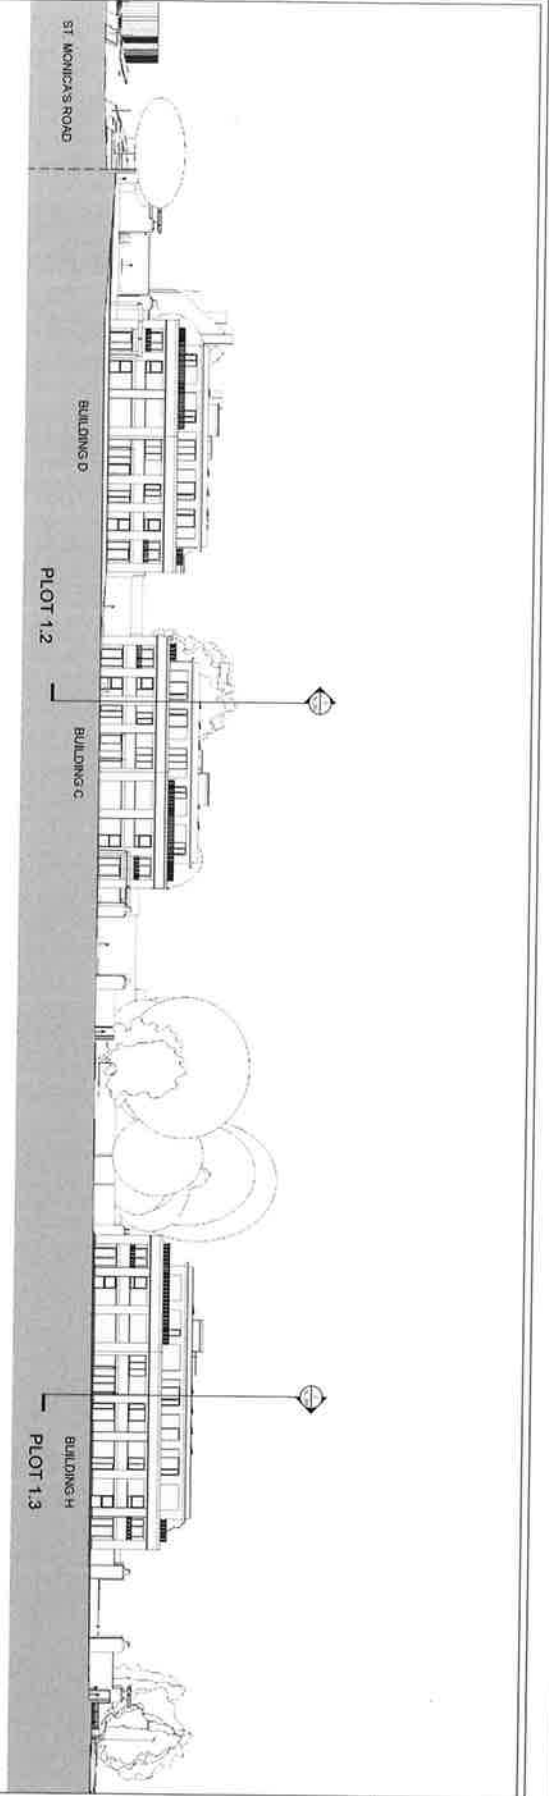 ST. MONICA'S ROAD
BUILDING D
PLOT 1.2
BUILDING C
BUILDING H
PLOT 1.3